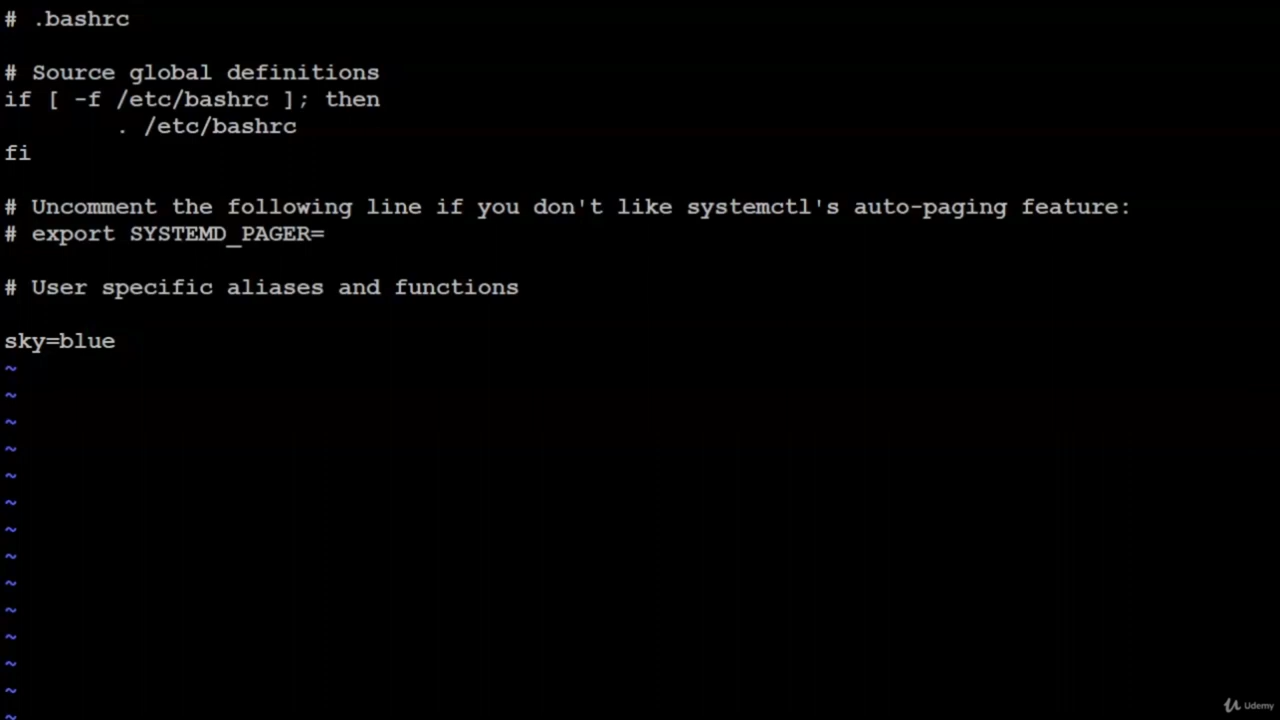 # .bashrc
# Source global definitions
if [ -f /etc/bashrc ]; then
        . /etc/bashrc
fi
# Uncomment the following line if you don't like systemctl's auto-paging feature:
# export SYSTEMD_PAGER=
# User specific aliases and functions
sky=blue
~
~
~
~
~
~
~
~
~
~
~
~
~
~
Udemy